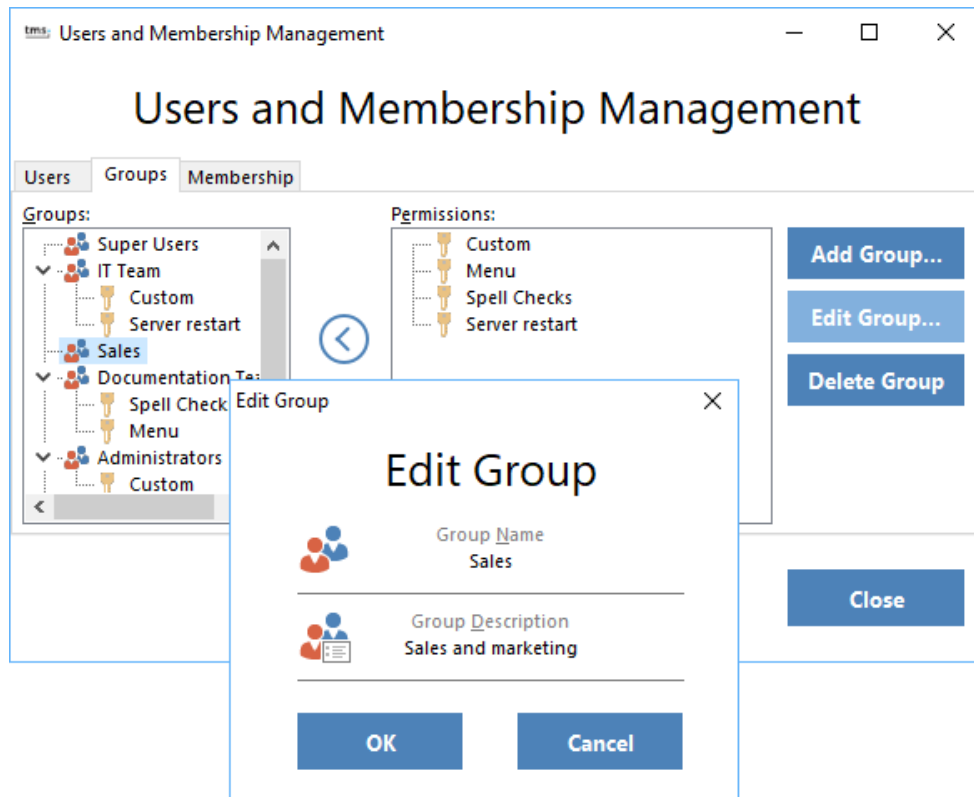 tms Users and Membership Management
Users and Membership Management
Users Groups Membership
Groups:
Super Users
IT Team
Custom
Server restart
Sales
Documentation
Spell Check
Menu
Administrators
Custom
Permissions:
Custom
Menu
Spell Checks
Server restart
Add Group...
Edit Group...
Delete Group
Close
Edit Group
Edit Group
Group Name
Sales
Group Description
Sales and marketing
OK Cancel